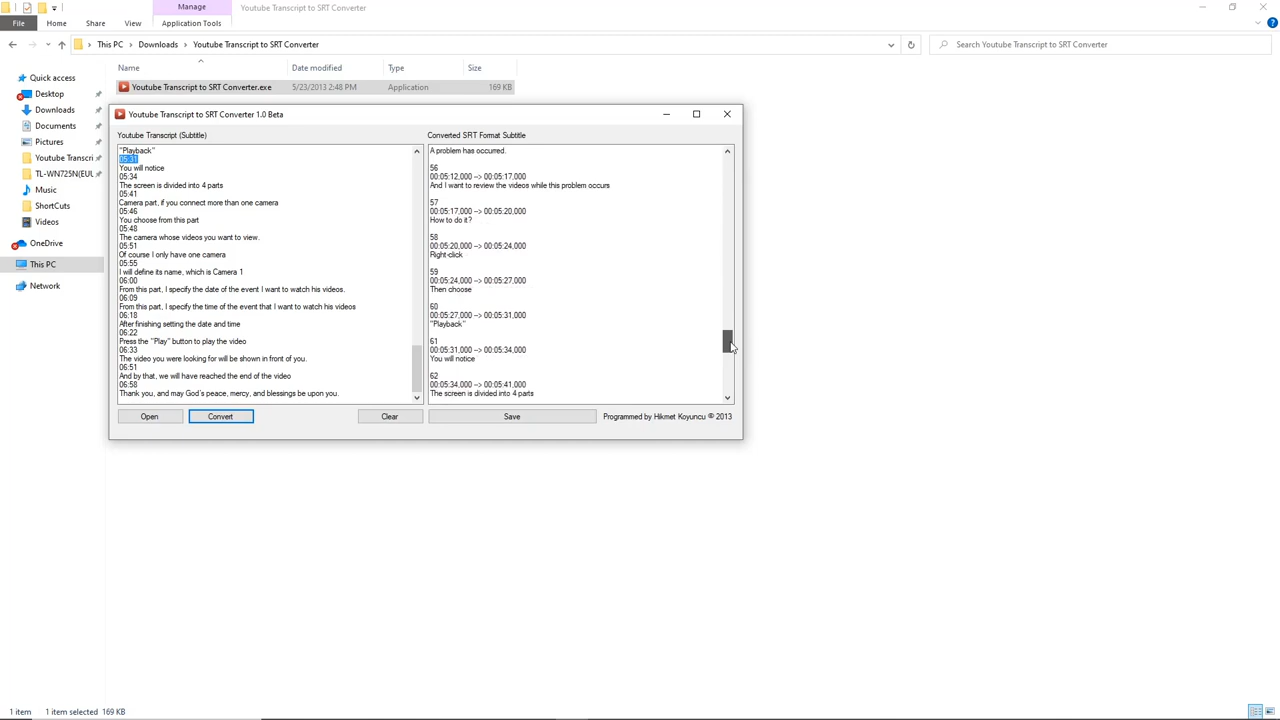 Manage
Youtube Transcript to SRT Converter
File
Home
Share
View
Application Tools
This PC
Downloads
Youtube Transcript to SRT Converter
Search Youtube Transcript to SRT Converter
Name
Date modified
Type
Size
Youtube Transcript to SRT Converter.exe
5/23/2013 2:48 PM
Application
169 KB
Quick access
Desktop
Downloads
Documents
Pictures
Youtube Transcri
TL-WN725N(EUL
Music
ShortCuts
Videos
OneDrive
This PC
Network
Youtube Transcript to SRT Converter 1.0 Beta
Youtube Transcript (Subtitle)
"Playback"
05:31
You will notice
05:34
The screen is divided into 4 parts
05:41
Camera part, if you connect more than one camera
05:46
You choose from this part
05:48
The camera whose videos you want to view.
05:51
Of course I only have one camera
05:55
I will define its name, which is Camera 1
06:00
From this part, I specify the date of the event I want to watch his videos.
06:09
From this part, I specify the time of the event that I want to watch his videos
06:18
After finishing setting the date and time
06:22
Press the "Play" button to play the video
06:33
The video you were looking for will be shown in front of you.
06:51
And by that, we will have reached the end of the video
06:58
Thank you, and may God's peace, mercy, and blessings be upon you.
Converted SRT Format Subtitle
A problem has occurred.
56
00:05:12,000 --> 00:05:17,000
And I want to review the videos while this problem occurs
57
00:05:17,000 --> 00:05:20,000
How to do it?
58
00:05:20,000 --> 00:05:24,000
Right-click
59
00:05:24,000 --> 00:05:27,000
Then choose
60
00:05:27,000 --> 00:05:31,000
"Playback"
61
00:05:31,000 --> 00:05:34,000
You will notice
62
00:05:34,000 --> 00:05:41,000
The screen is divided into 4 parts
Open
Convert
Clear
Save
Programmed by Hikmet Koyuncu © 2013
1 item
1 item selected 169 KB